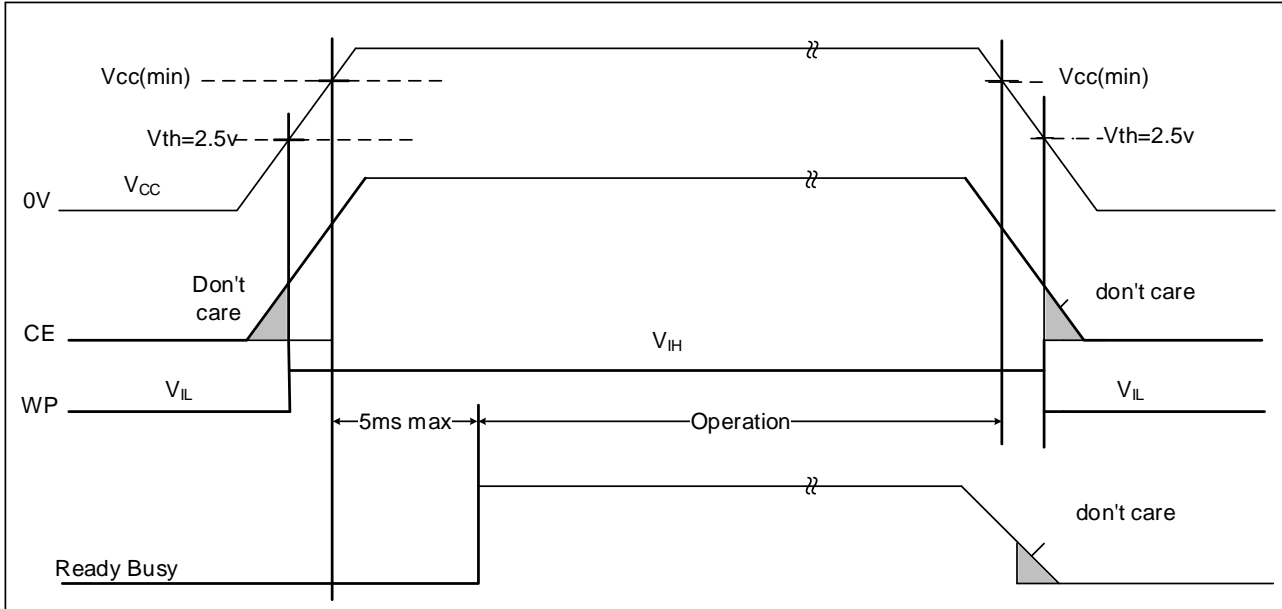 Vcc(min)
Vcc(min)
Vth=2.5v
Vth=2.5v
VCC
0V
Don't
care
don't care
CE
VIH
VIL
VIL
WP
5ms max
Operation
don't care
Ready Busy